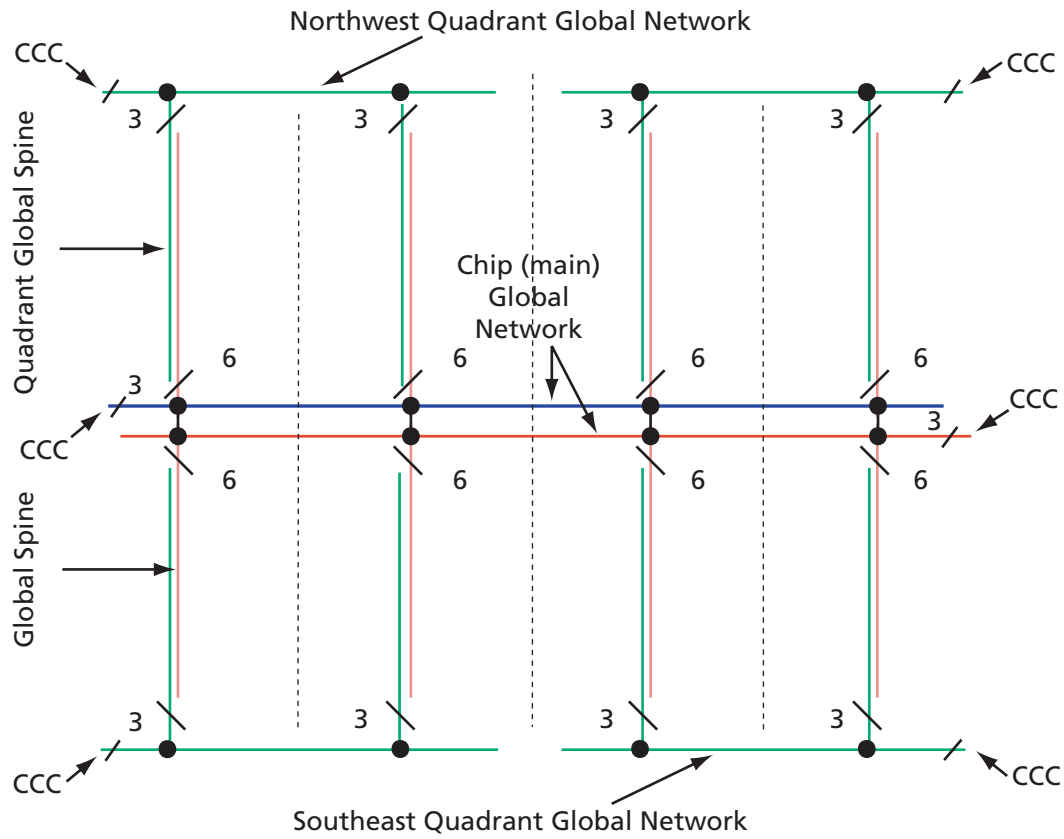 Northwest Quadrant Global Network
CCC
CCC
3
3
3
3
Quadrant Global Spine
Chip (main)
Global
Network
6
6
6
6
3
CCC
3
CCC
6
6
6
6
Global Spine
3
3
3
3
CCC
CCC
Southeast Quadrant Global Network